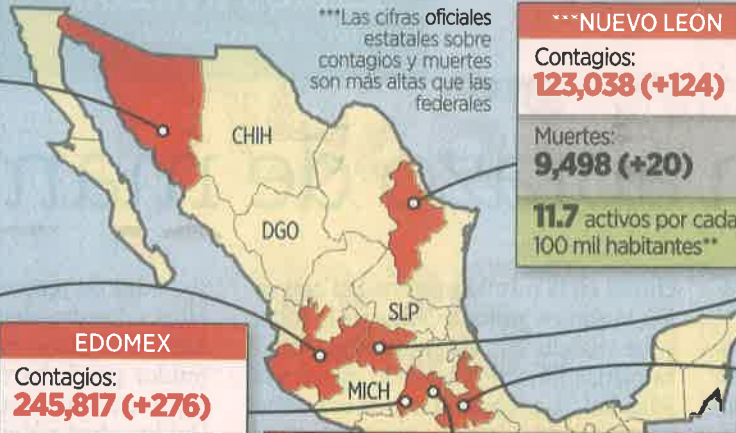 ***Las cifras oficiales
estatales sobre
contagios y muertes
son más altas que las
federales
***NUEVO LEÓN
Contagios:
123,038 (+124)
Muertes:
9,498 (+20)
11.7 activos por cada
100 mil habitantes**
CHIH
DGO
SLP
MICH
EDOMEX
Contagios:
245,817 (+276)